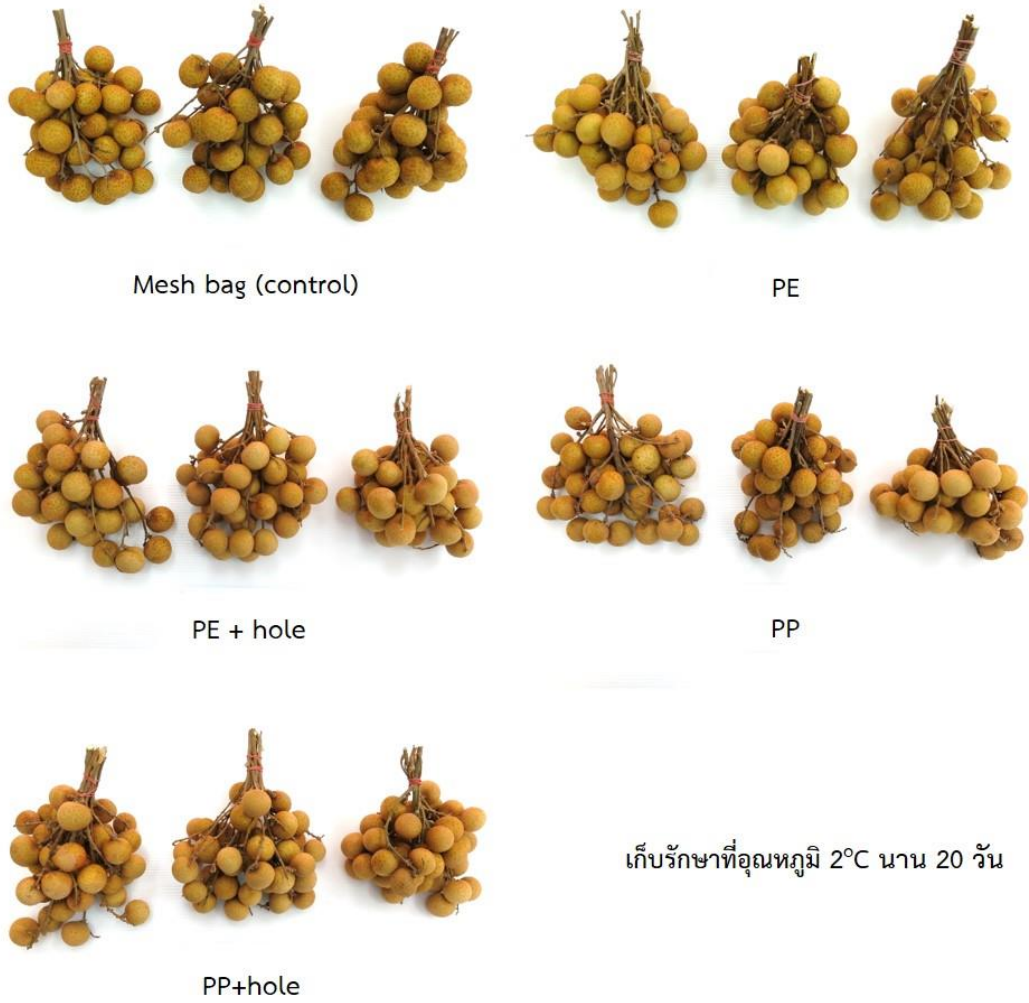 Mesh bag (control)
PE
PE + hole
PP
เก็บรักษาที่อุณหภูมิ 2°C นาน 20 วัน
PP+hole